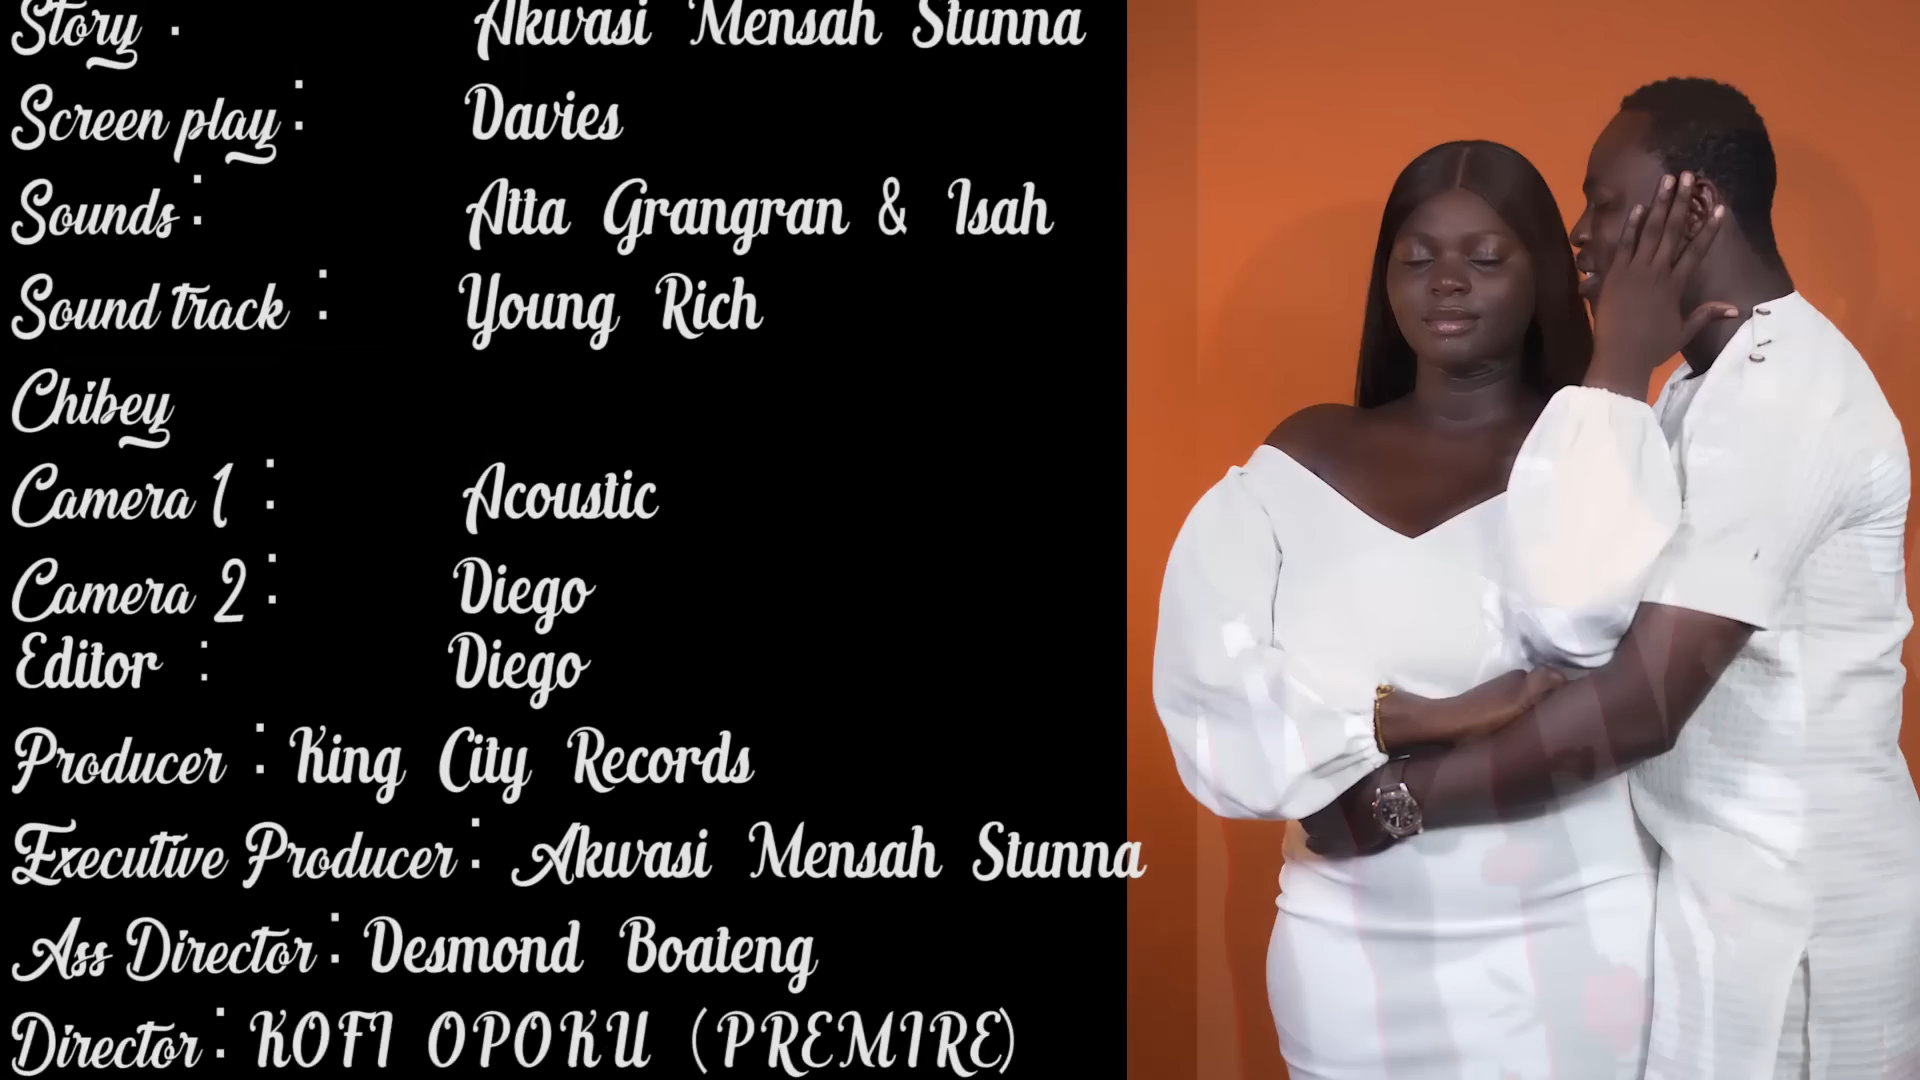 Story : Akwasi Mensah Stunna
Screen play : Davies
Sounds : Atta Grangran & Isah
Sound track : Young Rich
Chibey
Camera 1 : Acoustic
Camera 2 : Diego
Editor : Diego
Producer : King City Records
Executive Producer : Akwasi Mensah Stunna
Ass Director : Desmond Boateng
Director : KOFI OPOKU (PREMIRE)